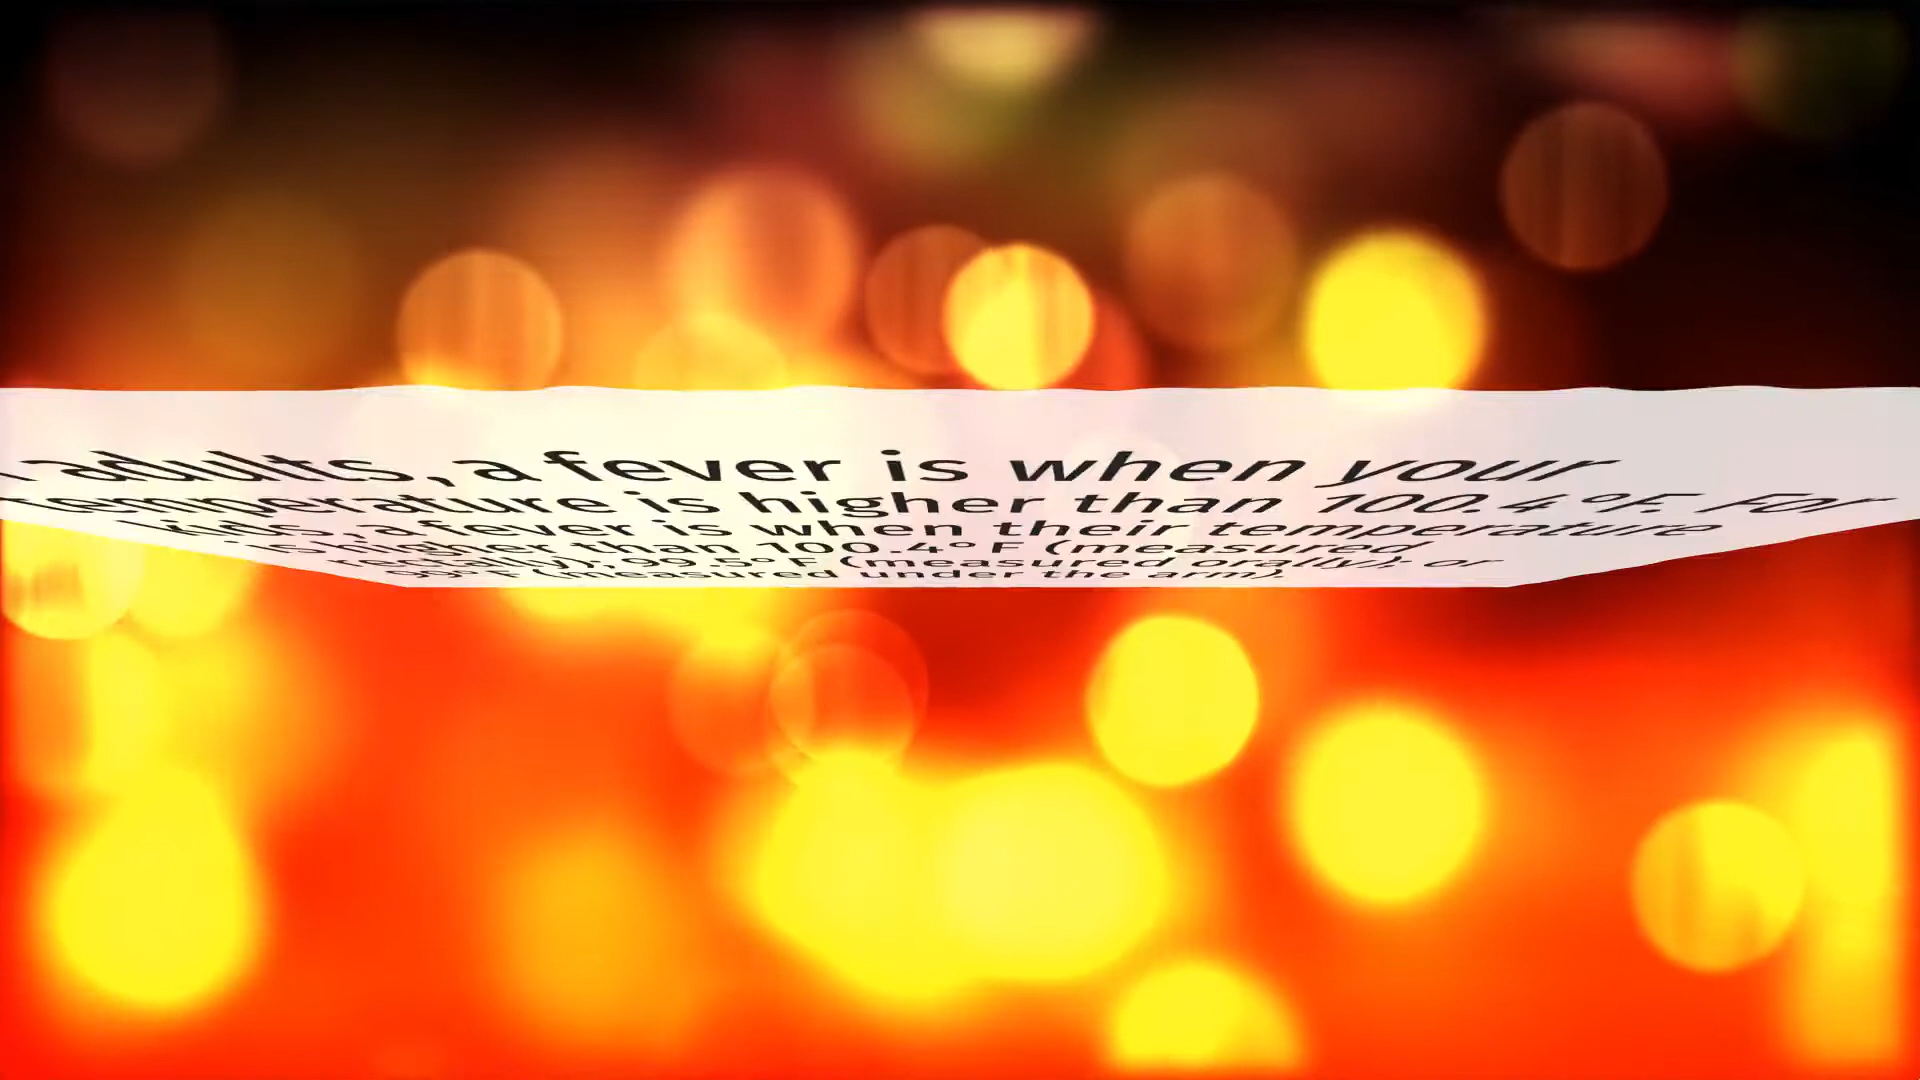 adults, a fever is when your
temperature is higher than 100.4°F. For
kids, a fever is when their temperature
is higher than 100.4° F (measured
rectally); 99.5° F (measured orally); or
99° F (measured under the arm).